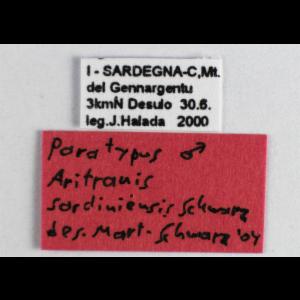 I - SARDEGNA-C,Mt.
del Gennargentu
3kmN Desulo 30.6.
leg.J.Halada 2000
Paratypus ♂
Aritranis
sardiniensis Schwarz
des. Mart. Schwarz '04